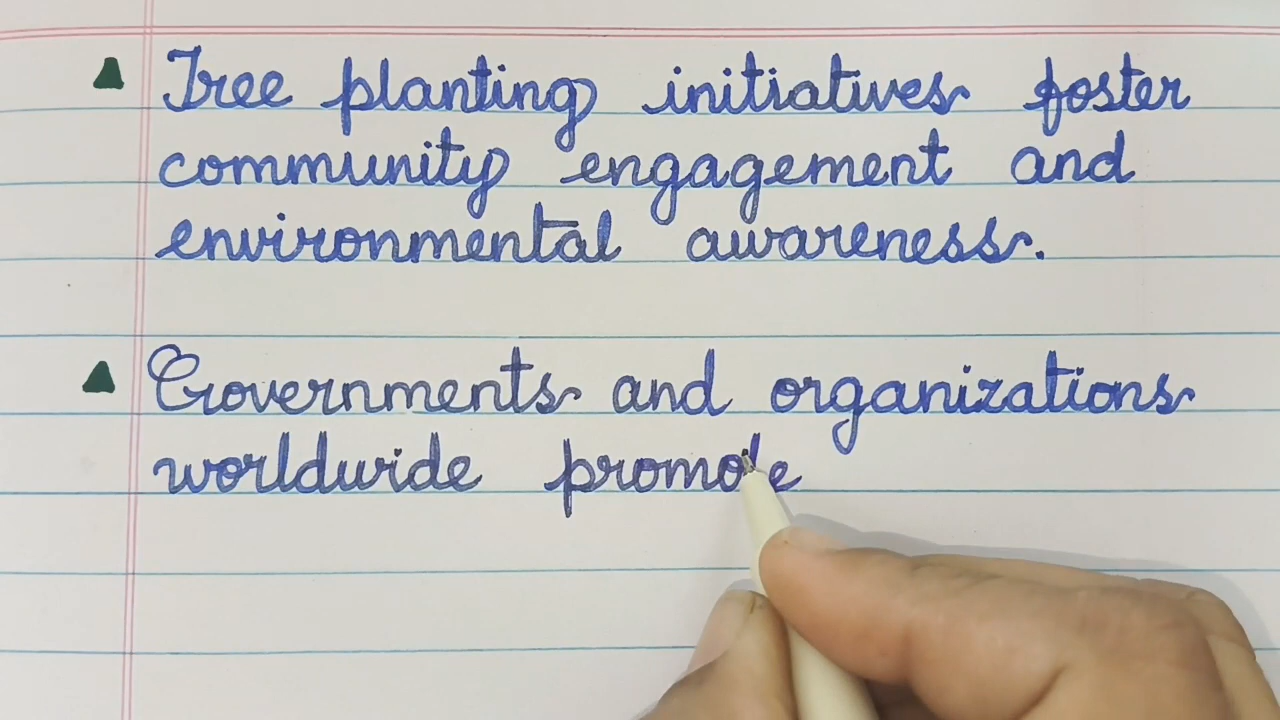 Tree planting initiatives foster
community engagement and
environmental awareness.
Governments and organizations
worldwide promote